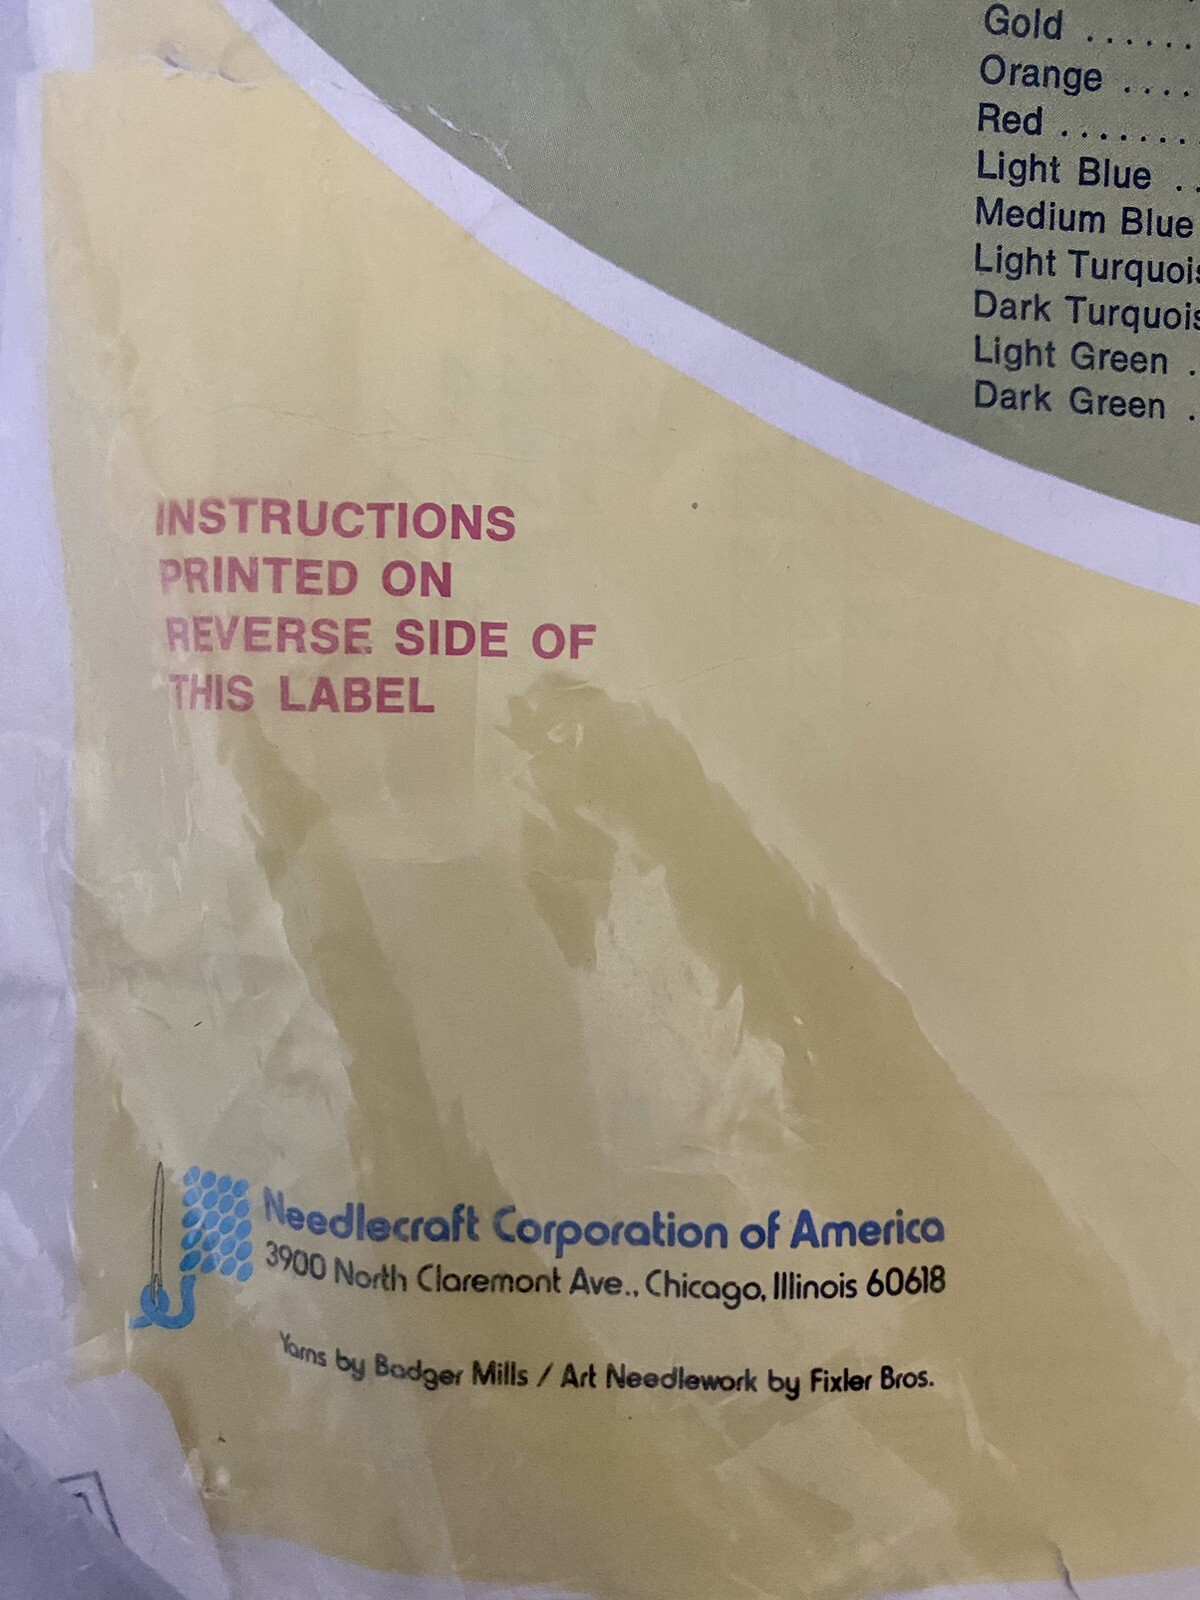 Gold ......
Orange ....
Red .......
Light Blue ..
Medium Blue
Light Turquois
Dark Turquois
Light Green .
Dark Green .
INSTRUCTIONS
PRINTED ON
REVERSE SIDE OF
THIS LABEL
Needlecraft Corporation of America
3900 North Claremont Ave., Chicago, Illinois 60618
Yarns by Badger Mills / Art Needlework by Fixler Bros.